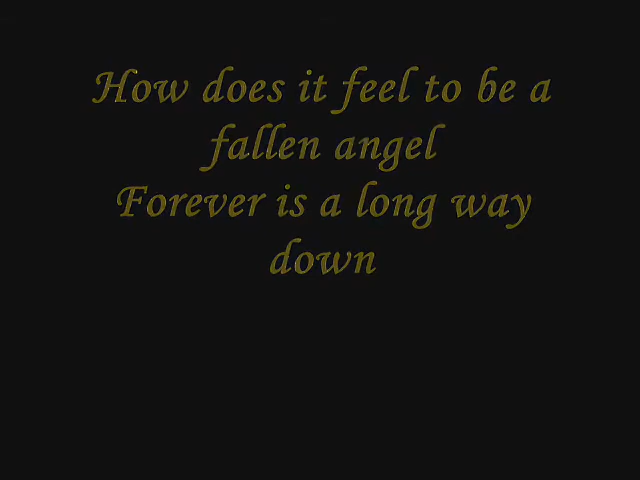 How does it feel to be a
fallen angel
Forever is a long way
down